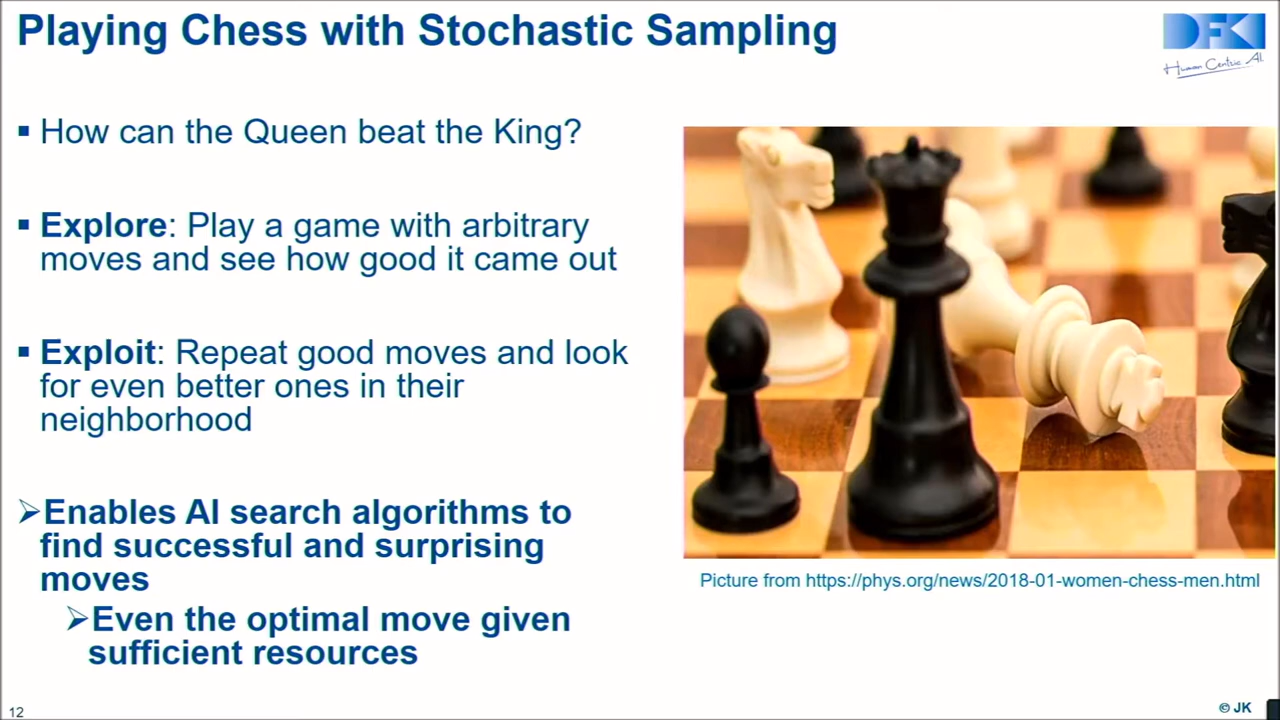 Playing Chess with Stochastic Sampling
DFKI
Human Centric AI
▪ How can the Queen beat the King?
▪ Explore: Play a game with arbitrary
moves and see how good it came out
▪ Exploit: Repeat good moves and look
for even better ones in their
neighborhood
➢Enables AI search algorithms to
find successful and surprising
moves
➢Even the optimal move given
sufficient resources
Picture from https://phys.org/news/2018-01-women-chess-men.html
12
© JK